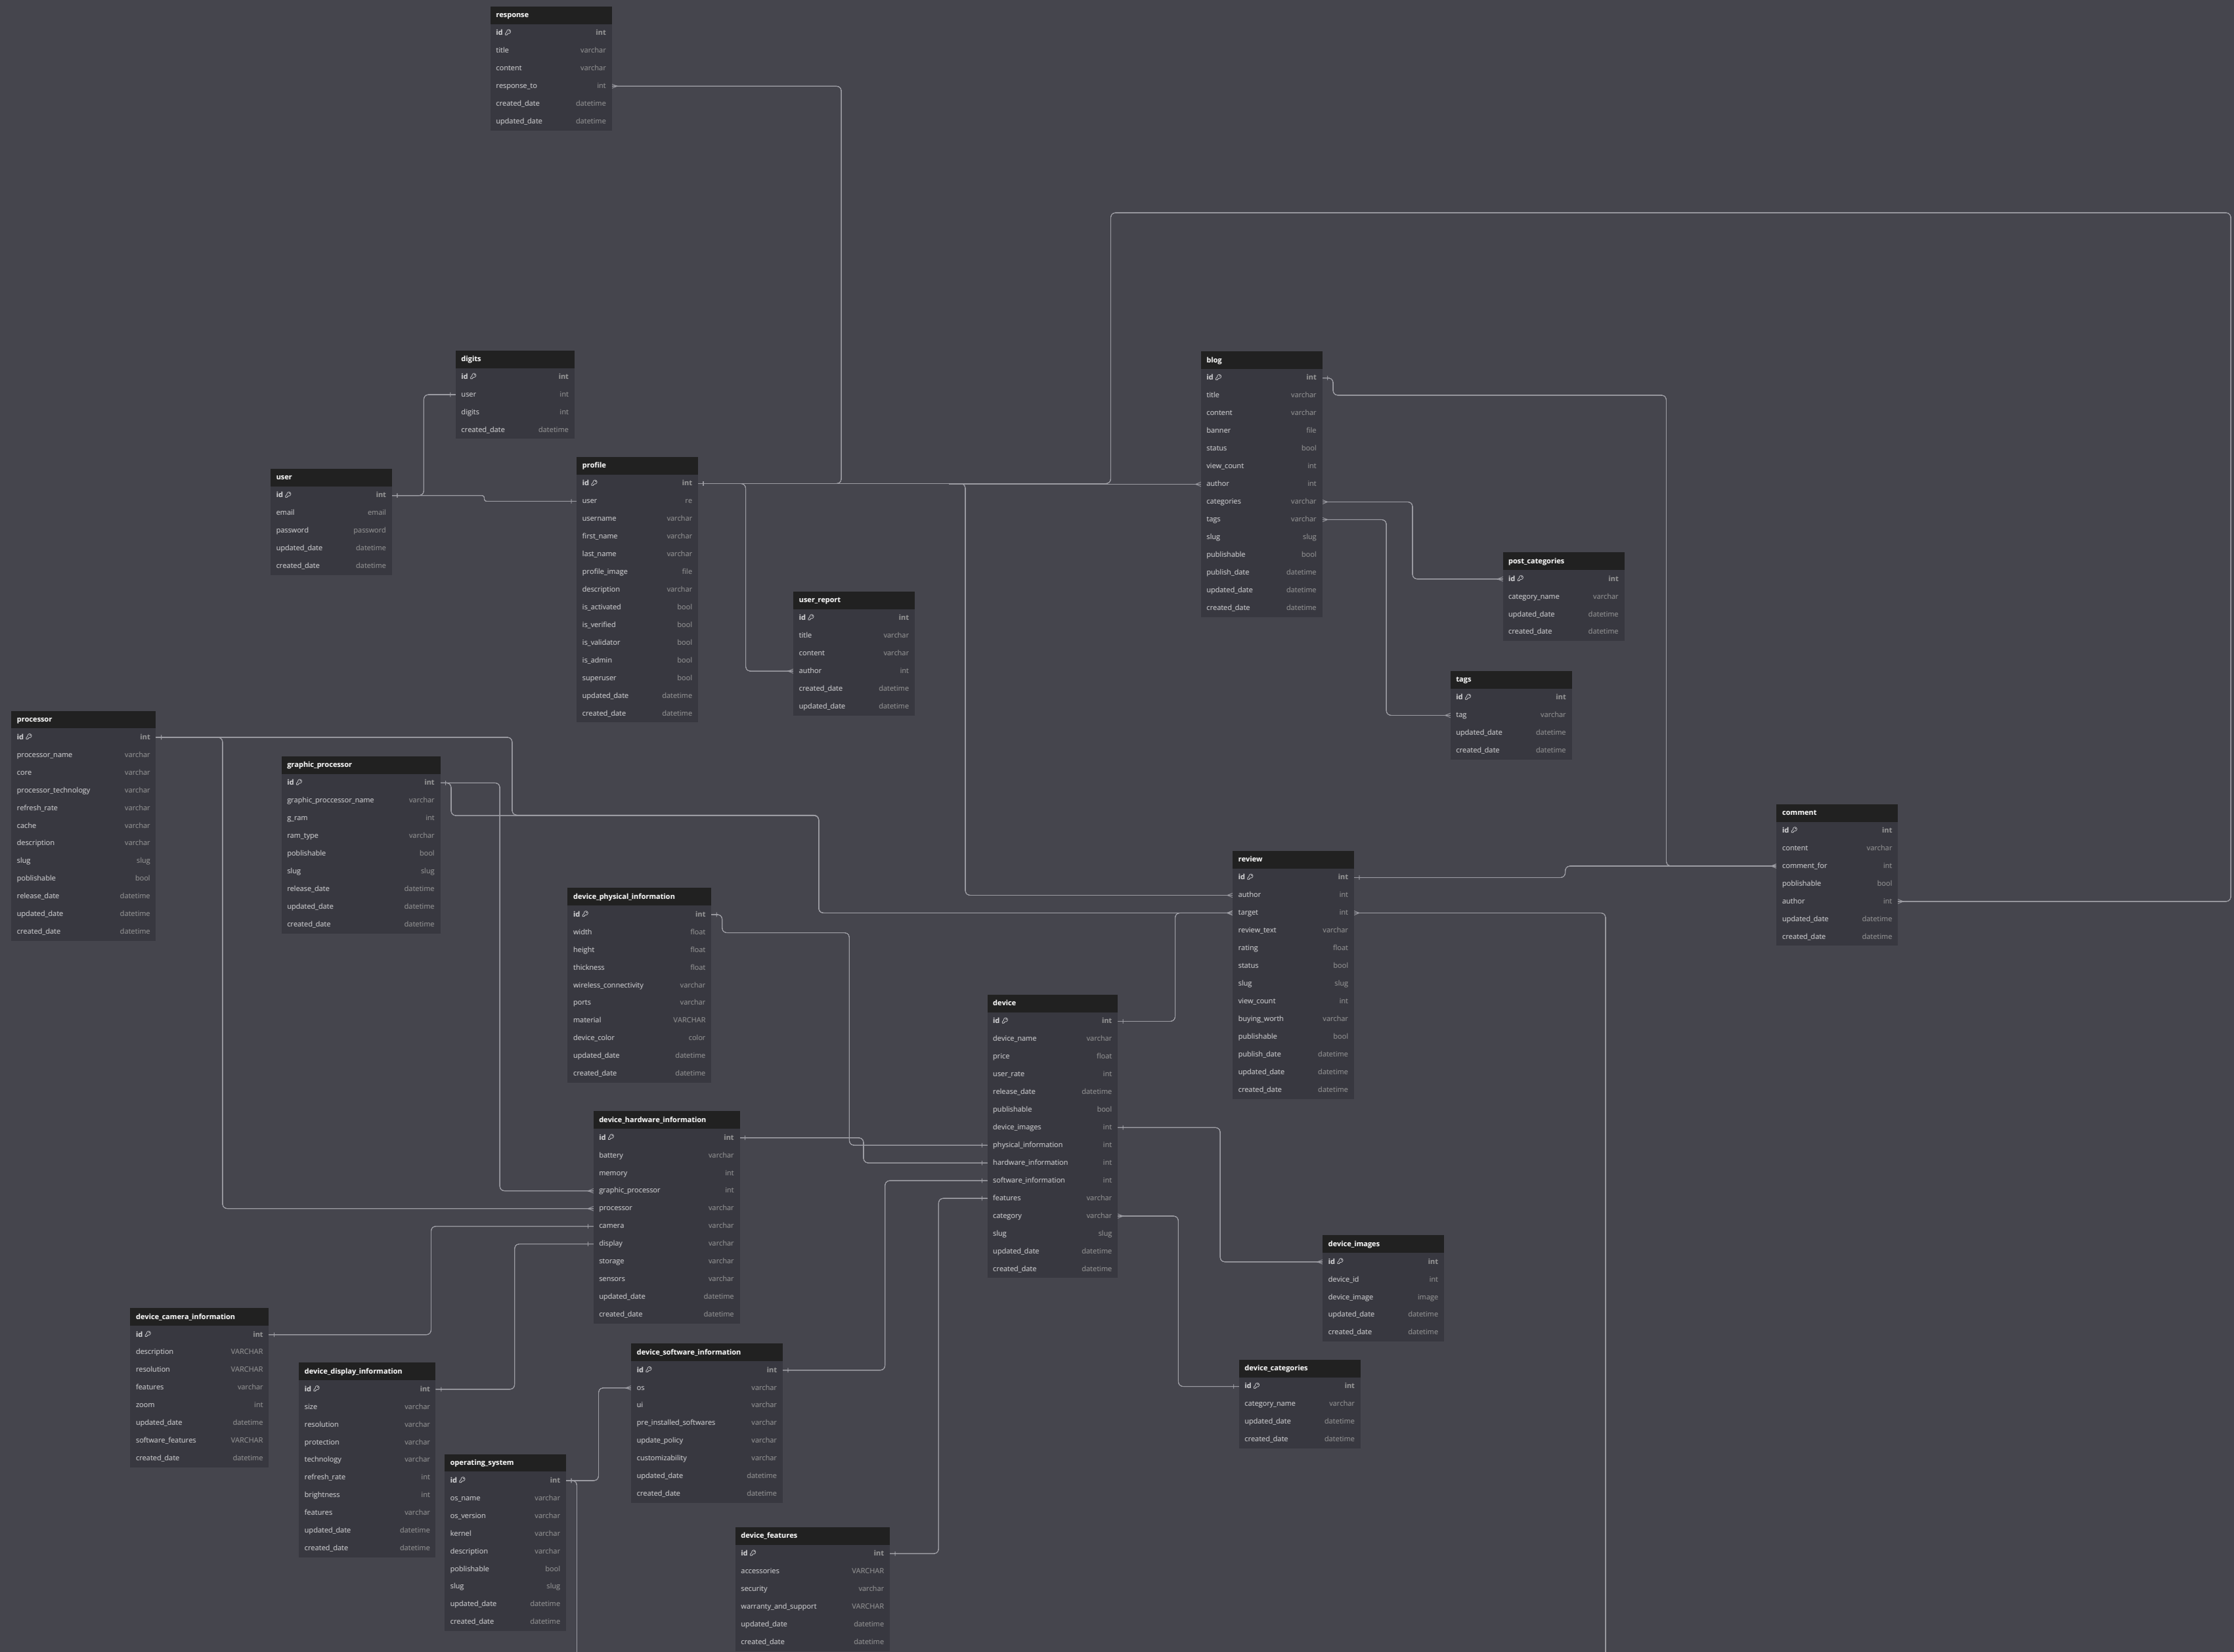 response
id int
title varchar
content varchar
response_to int
created_date datetime
updated_date datetime
digits
id int
user int
digits int
created_date datetime
user
id int
email email
password password
updated_date datetime
created_date datetime
profile
id int
user re
username varchar
first_name varchar
last_name varchar
profile_image file
description varchar
is_activated bool
is_verified bool
is_validator bool
is_admin bool
superuser bool
updated_date datetime
created_date datetime
user_report
id int
title varchar
content varchar
author int
created_date datetime
updated_date datetime
blog
id int
title varchar
content varchar
banner file
status bool
view_count int
author int
categories varchar
tags varchar
slug slug
publishable bool
publish_date datetime
updated_date datetime
created_date datetime
post_categories
id int
category_name varchar
updated_date datetime
created_date datetime
tags
id int
tag varchar
updated_date datetime
created_date datetime
processor
id int
processor_name varchar
core varchar
processor_technology varchar
refresh_rate varchar
cache varchar
description varchar
slug slug
poblishable bool
release_date datetime
updated_date datetime
created_date datetime
graphic_processor
id int
graphic_proccessor_name varchar
g_ram int
ram_type varchar
poblishable bool
slug slug
release_date datetime
updated_date datetime
created_date datetime
comment
id int
content varchar
comment_for int
poblishable bool
author int
updated_date datetime
created_date datetime
review
id int
author int
target int
review_text varchar
rating float
status bool
slug slug
view_count int
buying_worth varchar
publishable bool
publish_date datetime
updated_date datetime
created_date datetime
device_physical_information
id int
width float
height float
thickness float
wireless_connectivity varchar
ports varchar
material VARCHAR
device_color color
updated_date datetime
created_date datetime
device
id int
device_name varchar
price float
user_rate int
release_date datetime
publishable bool
device_images int
physical_information int
hardware_information int
software_information int
features varchar
category varchar
slug slug
updated_date datetime
created_date datetime
device_hardware_information
id int
battery varchar
memory int
graphic_processor int
processor varchar
camera varchar
display varchar
storage varchar
sensors varchar
updated_date datetime
created_date datetime
device_images
id int
device_id int
device_image image
updated_date datetime
created_date datetime
device_camera_information
id int
description VARCHAR
resolution VARCHAR
features varchar
zoom int
updated_date datetime
software_features VARCHAR
created_date datetime
device_display_information
id int
size varchar
resolution varchar
protection varchar
technology varchar
refresh_rate int
brightness int
features varchar
updated_date datetime
created_date datetime
device_software_information
id int
os varchar
ui varchar
pre_installed_softwares varchar
update_policy varchar
customizability varchar
updated_date datetime
created_date datetime
device_categories
id int
category_name varchar
updated_date datetime
created_date datetime
operating_system
id int
os_name varchar
os_version varchar
kernel varchar
description varchar
poblishable bool
slug slug
updated_date datetime
created_date datetime
device_features
id int
accessories VARCHAR
security varchar
warranty_and_support VARCHAR
updated_date datetime
created_date datetime